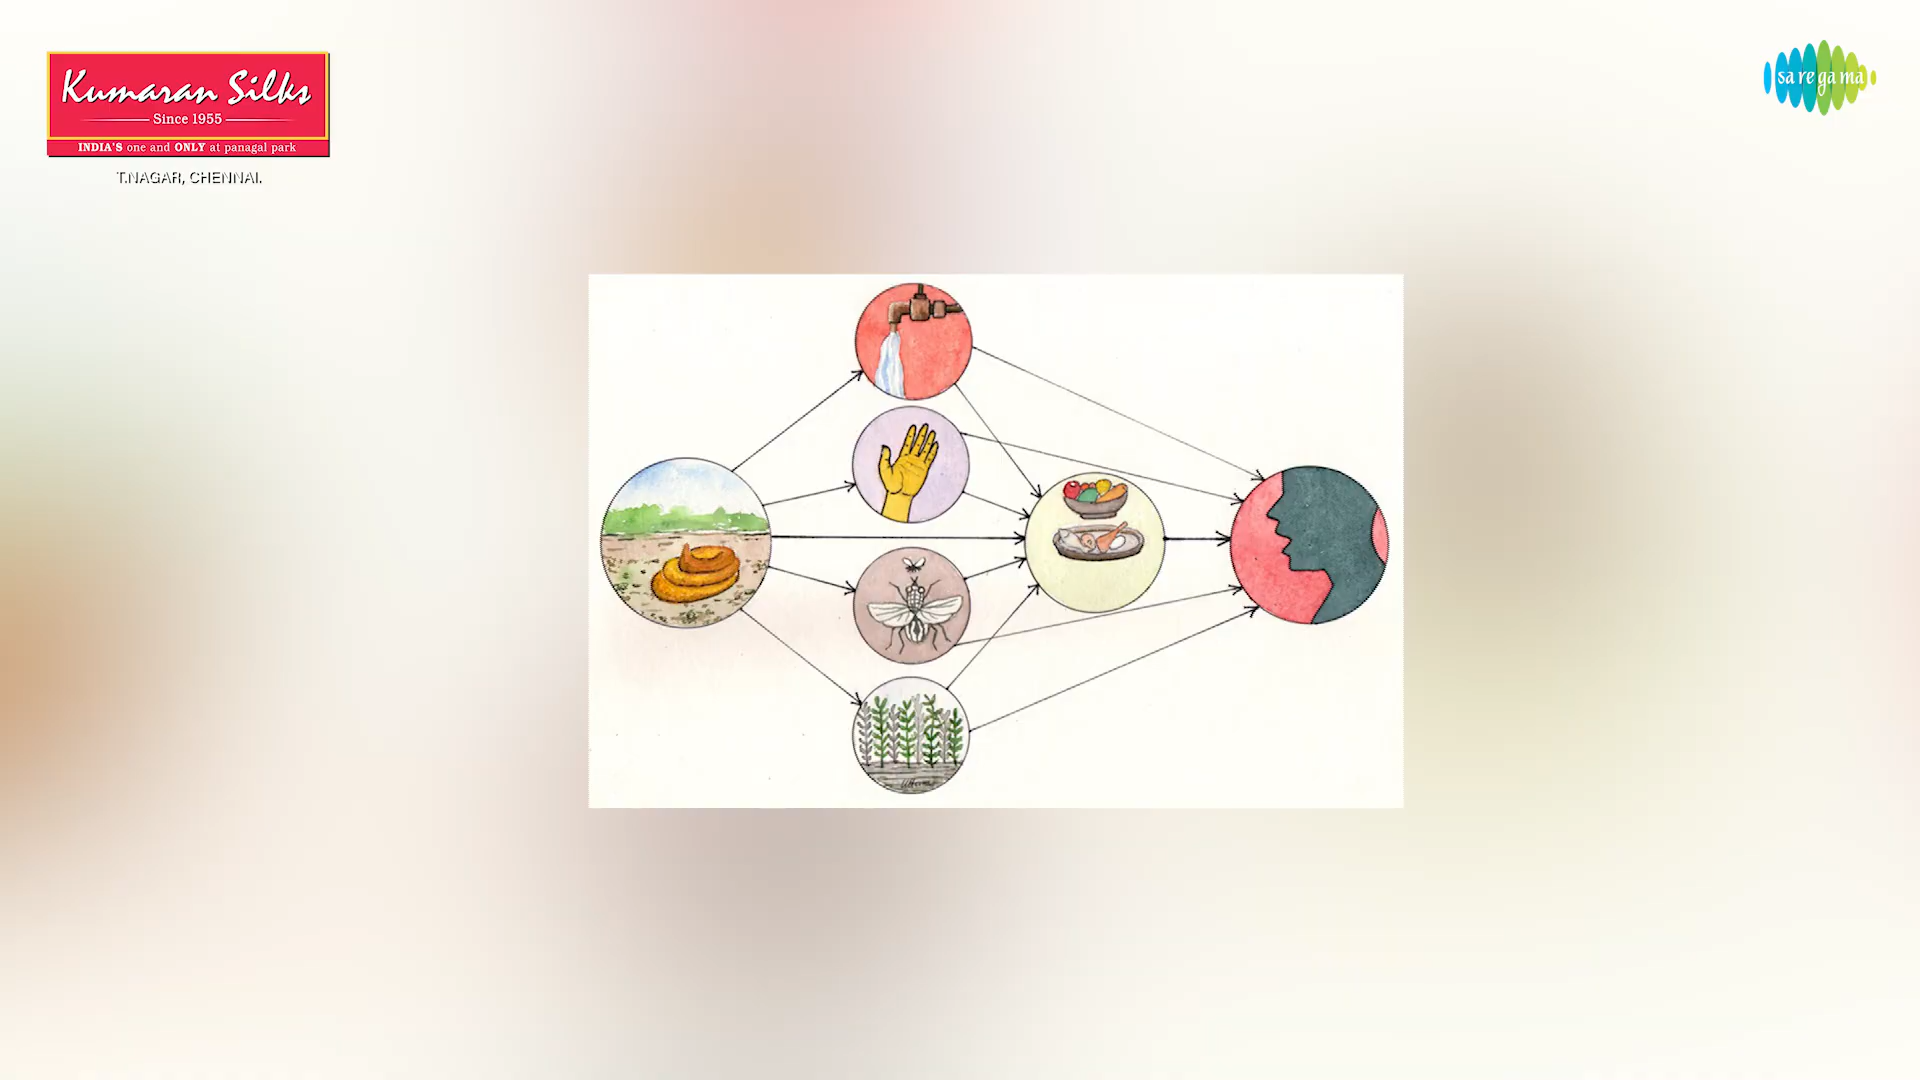 Kumaran Silks
Since 1955
INDIA'S one and ONLY at panagal park
T.NAGAR, CHENNAI.
sa re ga ma